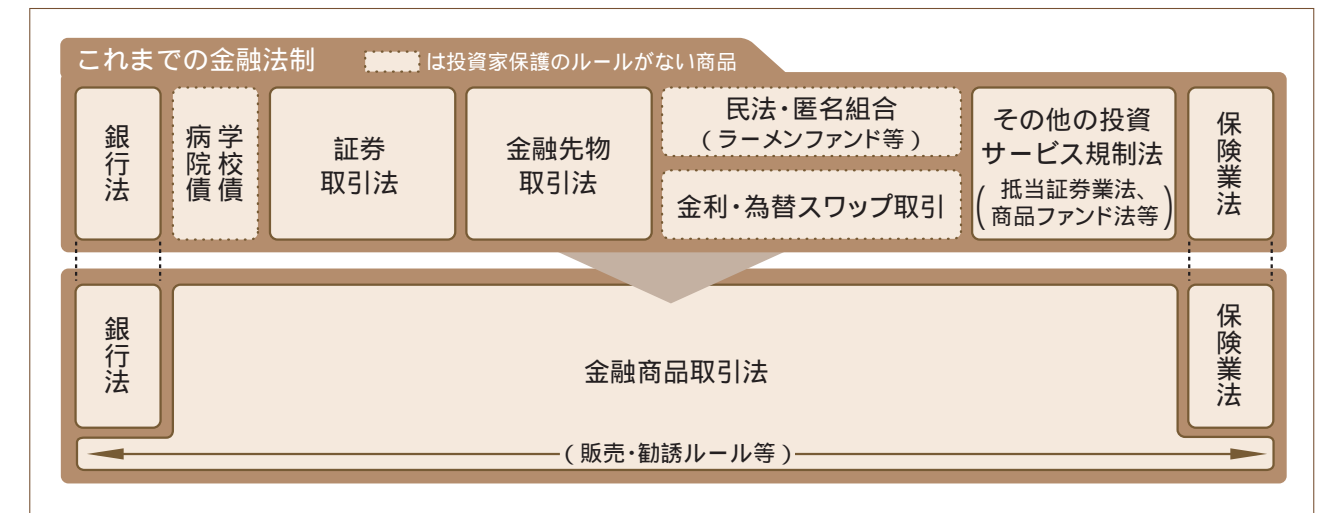 これまでの金融法制
は投資家保護のルールがない商品
銀行法
学校債
病院債
証券
取引法
金融先物
取引法
民法・匿名組合
(ラーメンファンド等)
金利・為替スワップ取引
その他の投資
サービス規制法
(抵当証券業法、
商品ファンド法等)
保険業法
銀行法
金融商品取引法
保険業法
(販売・勧誘ルール等)